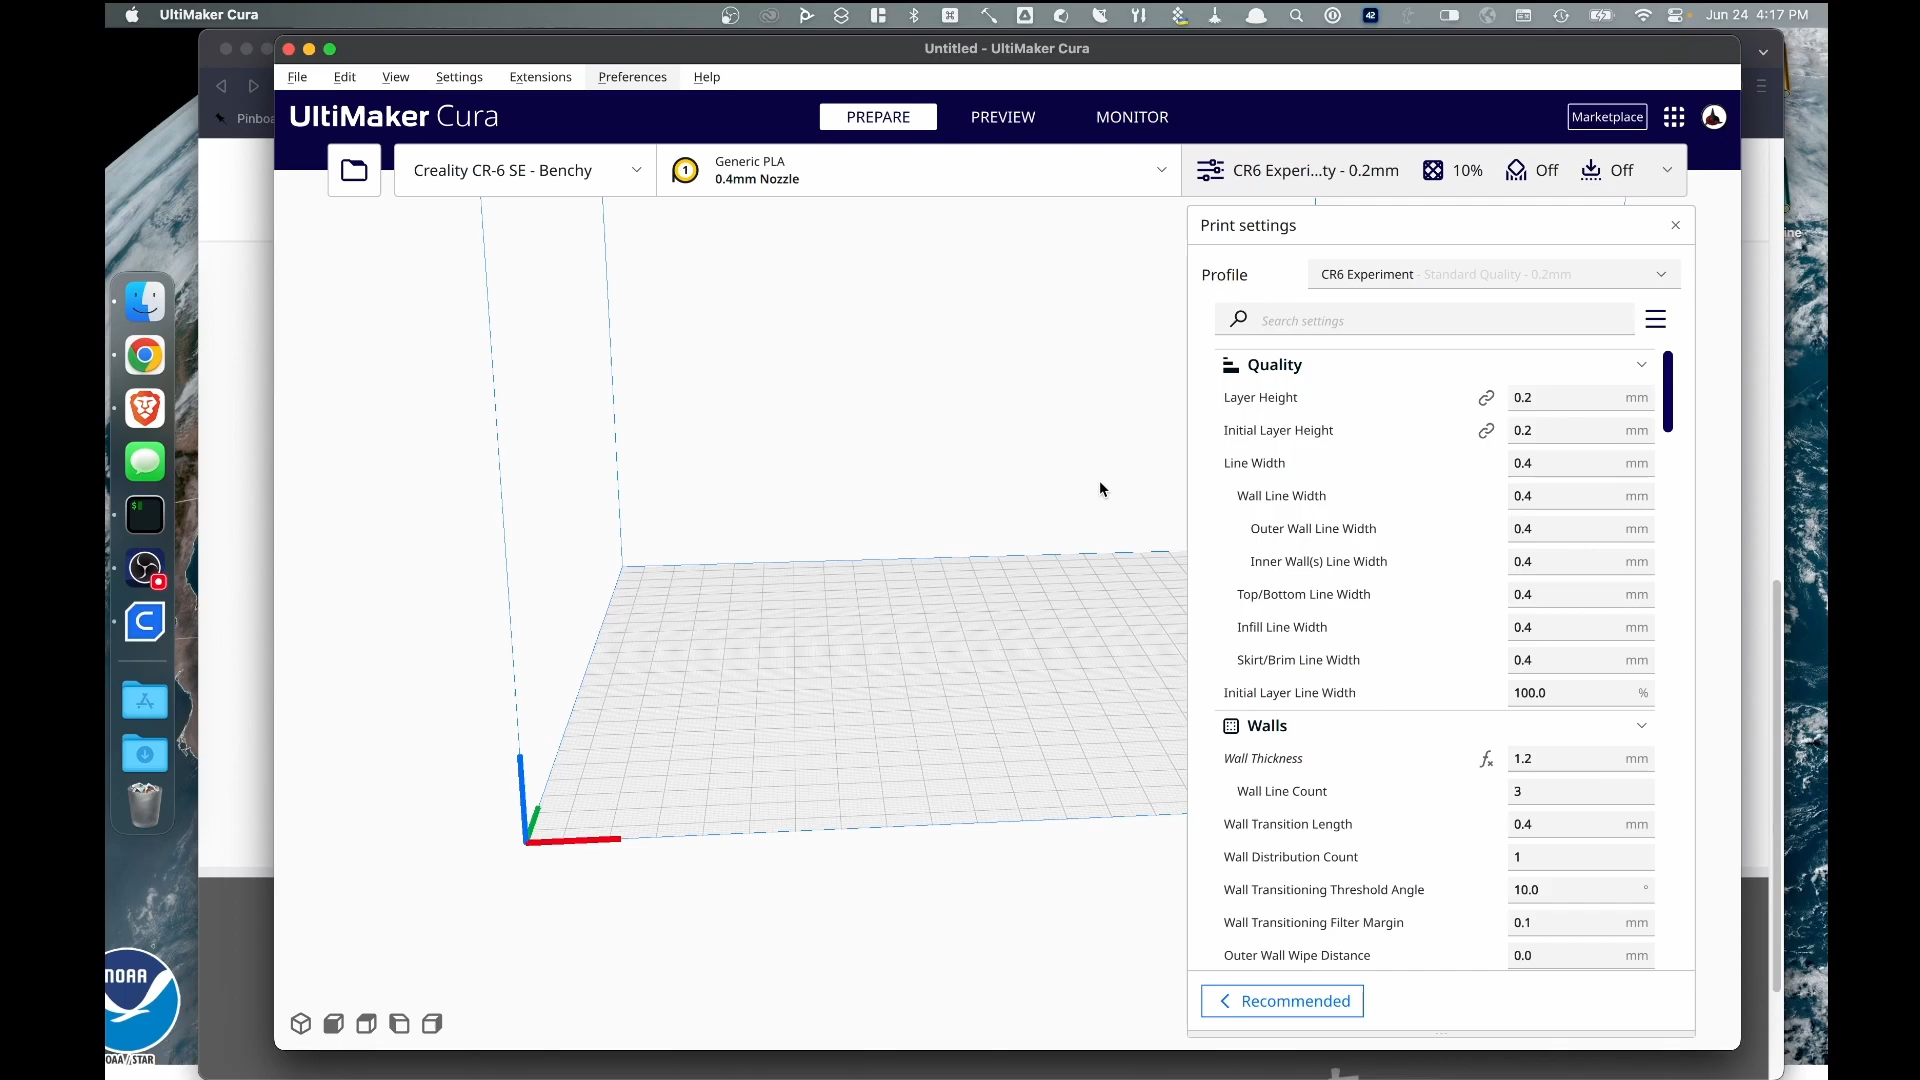 UltiMaker Cura
42
Jun 24 4:17 PM
Untitled - UltiMaker Cura
File Edit View Settings Extensions Preferences Help
UltiMaker Cura
PREPARE PREVIEW MONITOR
Marketplace
Creality CR-6 SE - Benchy
1
Generic PLA
0.4mm Nozzle
CR6 Experi...ty - 0.2mm 10% Off Off
Print settings
Profile CR6 Experiment - Standard Quality - 0.2mm
Search settings
Quality
Layer Height 0.2 mm
Initial Layer Height 0.2 mm
Line Width 0.4 mm
Wall Line Width 0.4 mm
Outer Wall Line Width 0.4 mm
Inner Wall(s) Line Width 0.4 mm
Top/Bottom Line Width 0.4 mm
Infill Line Width 0.4 mm
Skirt/Brim Line Width 0.4 mm
Initial Layer Line Width 100.0 %
Walls
Wall Thickness fx 1.2 mm
Wall Line Count 3
Wall Transition Length 0.4 mm
Wall Distribution Count 1
Wall Transitioning Threshold Angle 10.0 °
Wall Transitioning Filter Margin 0.1 mm
Outer Wall Wipe Distance 0.0 mm
Recommended
Pinboa
NOAA
OAA/STAR